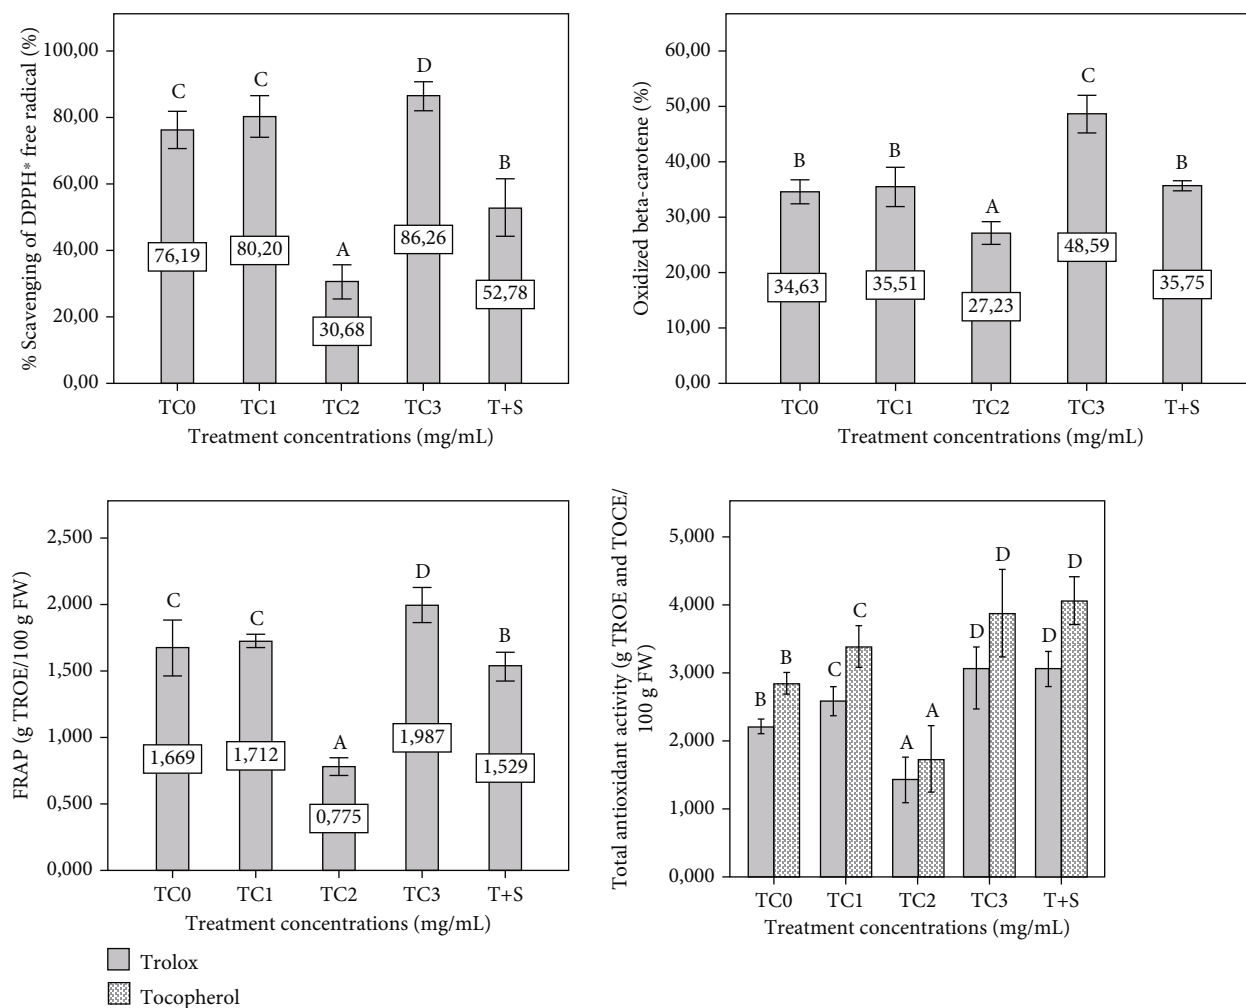 % Scavenging of DPPH* free radical (%)
100,00
80,00
60,00
40,00
20,00
0,00
C
C
A
D
B
76,19
80,20
30,68
86,26
52,78
TC0 TC1 TC2 TC3 T+S
Treatment concentrations (mg/mL)
Oxidized beta-carotene (%)
60,00
50,00
40,00
30,00
20,00
10,00
0,00
B
B
A
C
B
34,63
35,51
27,23
48,59
35,75
TC0 TC1 TC2 TC3 T+S
Treatment concentrations (mg/mL)
FRAP (g TROE/100 g FW)
2,500
2,000
1,500
1,000
0,500
0,000
C
C
A
D
B
1,669
1,712
0,775
1,987
1,529
TC0 TC1 TC2 TC3 T+S
Treatment concentrations (mg/mL)
Total antioxidant activity (g TROE and TOCE/
100 g FW)
5,000
4,000
3,000
2,000
1,000
0,000
B
B
C
C
A
A
D
D
D
D
TC0 TC1 TC2 TC3 T+S
Treatment concentrations (mg/mL)
Trolox
Tocopherol